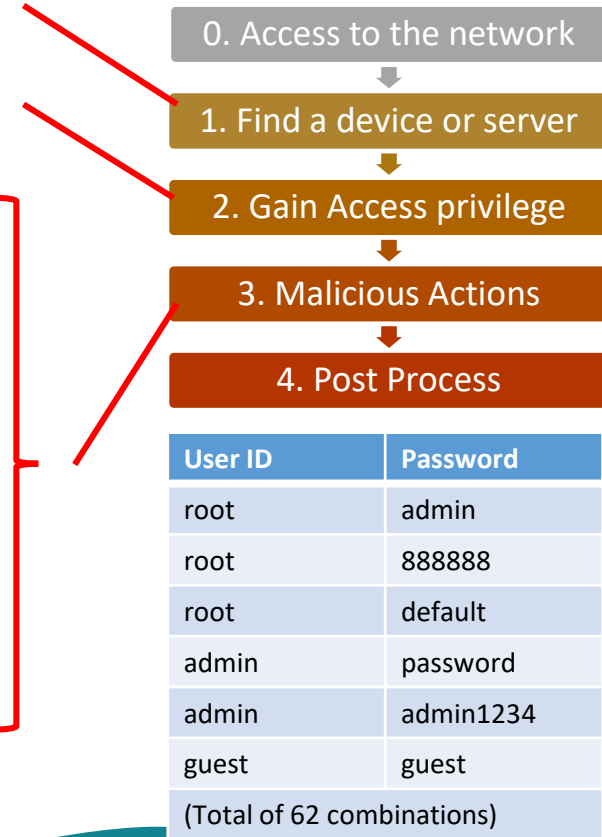 0. Access to the network
1. Find a device or server
2. Gain Access privilege
3. Malicious Actions
4. Post Process
User ID Password
root admin
root 888888
root default
admin password
admin admin1234
guest guest
(Total of 62 combinations)